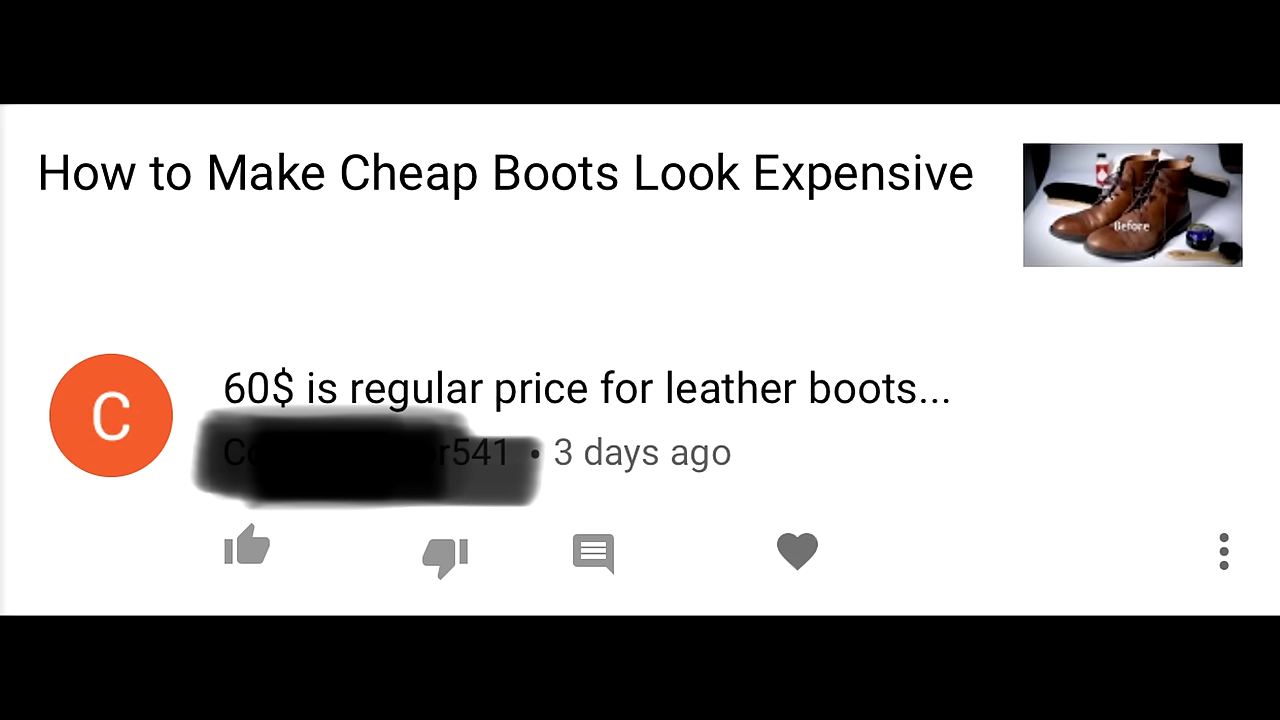 How to Make Cheap Boots Look Expensive
Before
C
60$ is regular price for leather boots...
• 3 days ago